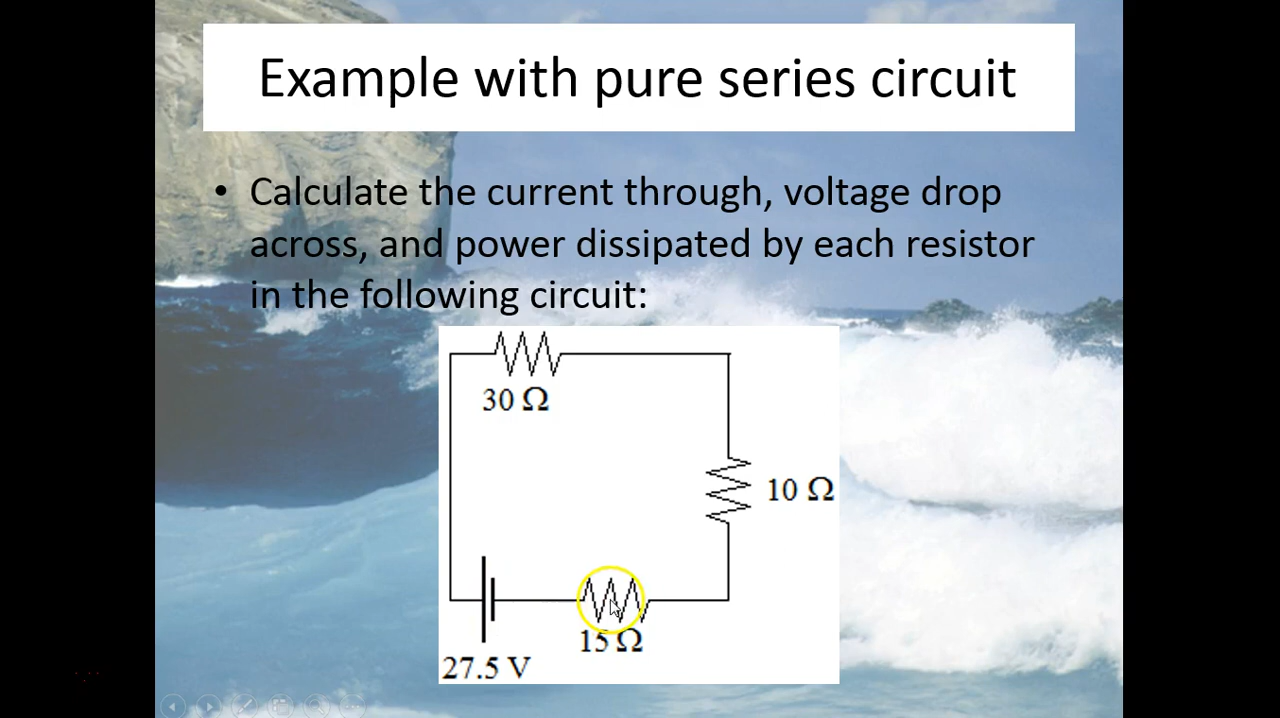 Example with pure series circuit
• Calculate the current through, voltage drop
across, and power dissipated by each resistor
in the following circuit:
30 Ω
10 Ω
15 Ω
27.5 V